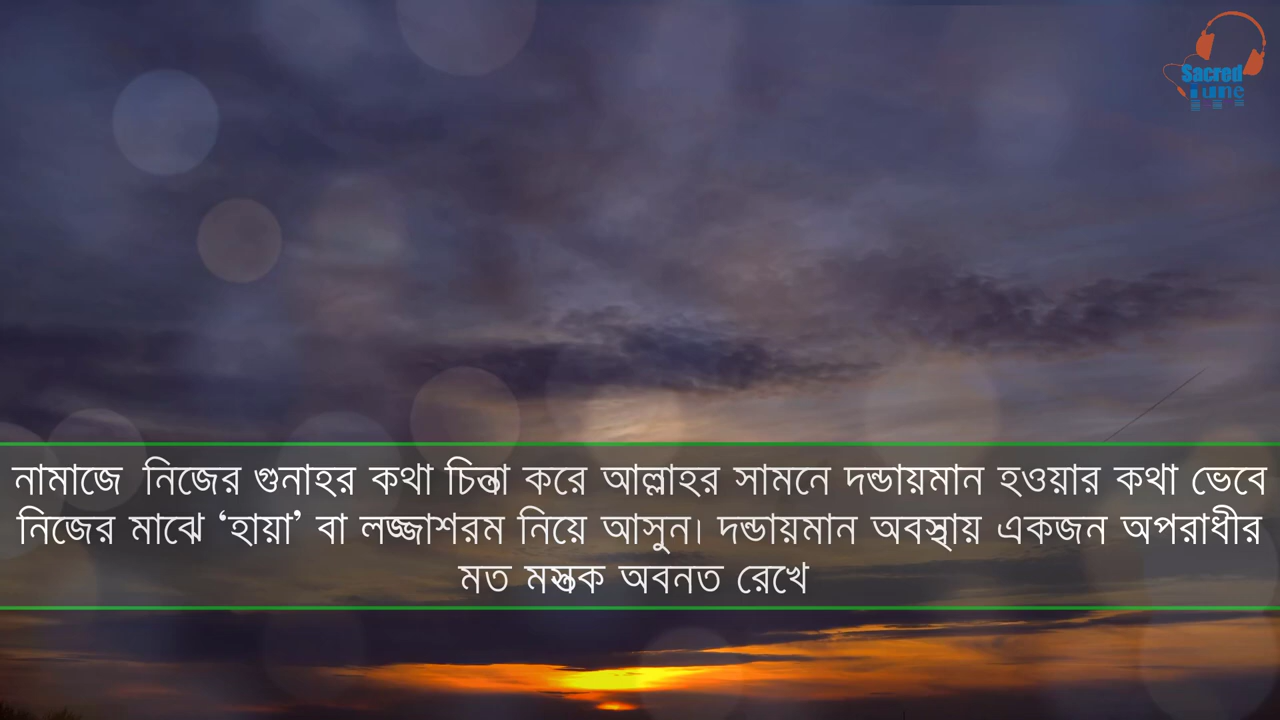 Sacred
Tune
নামাজে নিজের গুনাহর কথা চিন্তা করে আল্লাহর সামনে দন্ডায়মান হওয়ার কথা ভেবে
নিজের মাঝে ‘হায়া’ বা লজ্জাশরম নিয়ে আসুন। দন্ডায়মান অবস্থায় একজন অপরাধীর
মত মস্তক অবনত রেখে